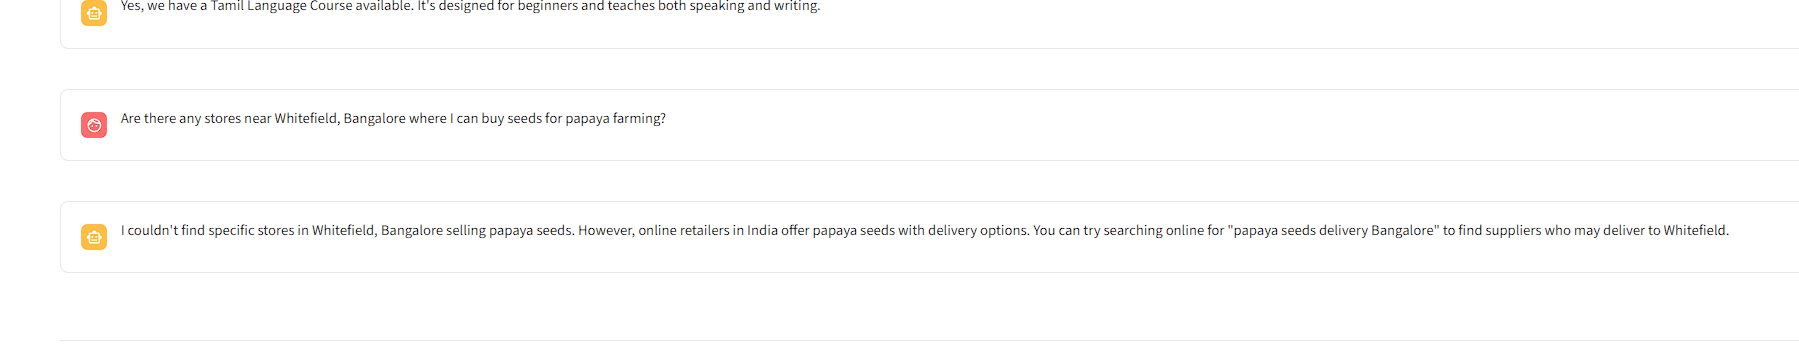 Yes, we have a Tamil Language Course available. It's designed for beginners and teaches both speaking and writing.
Are there any stores near Whitefield, Bangalore where I can buy seeds for papaya farming?
I couldn't find specific stores in Whitefield, Bangalore selling papaya seeds. However, online retailers in India offer papaya seeds with delivery options. You can try searching online for "papaya seeds delivery Bangalore" to find suppliers who may deliver to Whitefield.